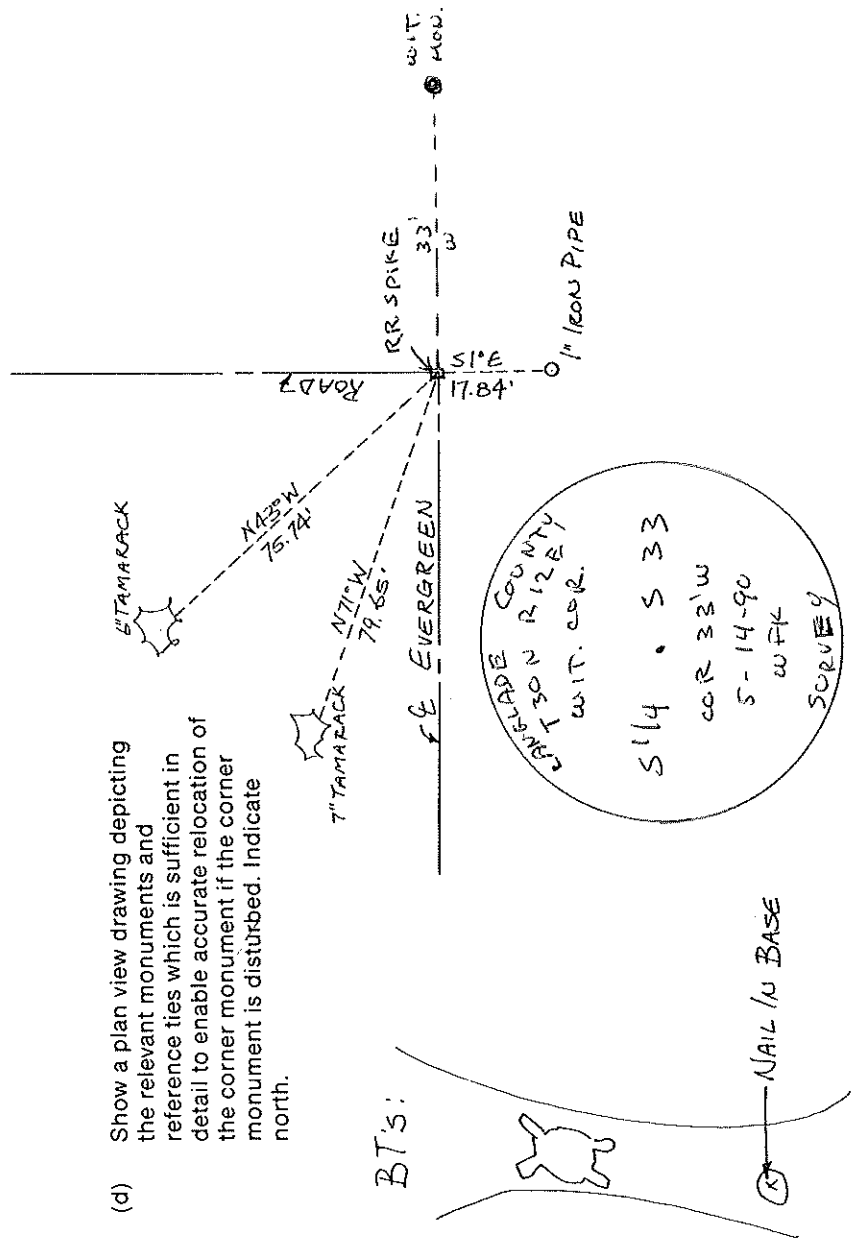 (d) Show a plan view drawing depicting
the relevant monuments and
reference ties which is sufficient in
detail to enable accurate relocation of
the corner monument if the corner
monument is disturbed. Indicate
north.
6" TAMARACK
N43°W
75.74'
7" TAMARACK
N71°W
79.65'
ROAD
RR. SPIKE
33'
W
WIT.
MON.
℄ EVERGREEN
S1°E
17.84'
1" IRON PIPE
LANGLADE COUNTY
T30N R12E
WIT. COR.
S 1/4 • S 33
COR 33'W
5-14-90
WFK
SURVEY
BT's:
NAIL IN BASE